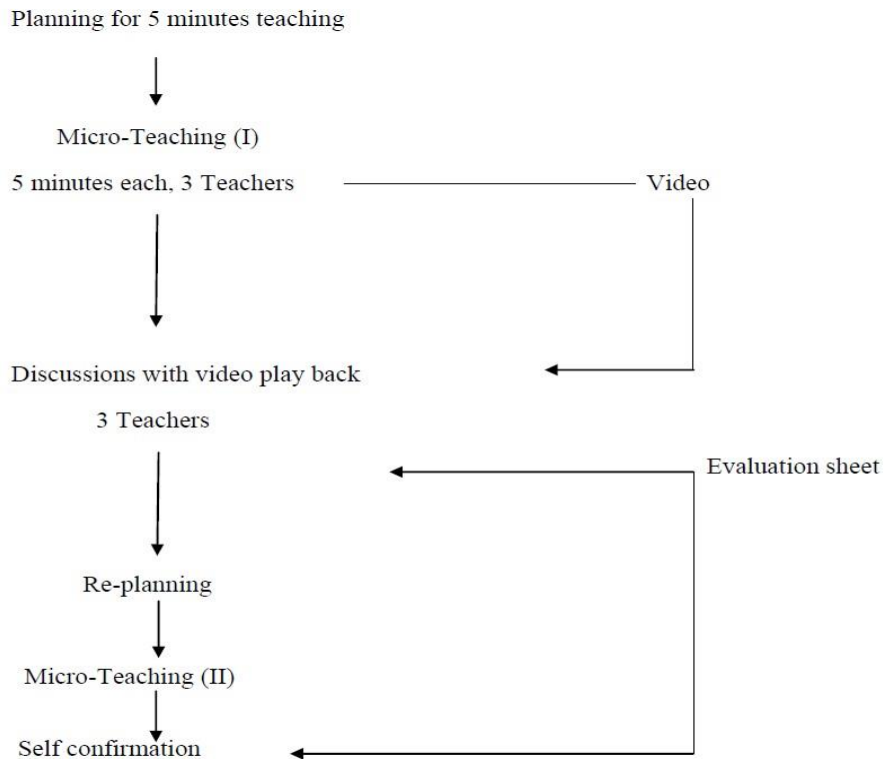 Planning for 5 minutes teaching
Micro-Teaching (I)
5 minutes each, 3 Teachers
Video
Discussions with video play back
3 Teachers
Evaluation sheet
Re-planning
Micro-Teaching (II)
Self confirmation